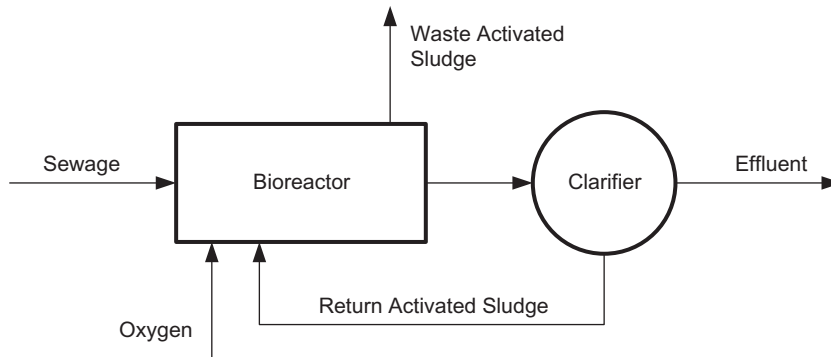 Waste Activated
Sludge
Sewage
Bioreactor
Clarifier
Effluent
Return Activated Sludge
Oxygen